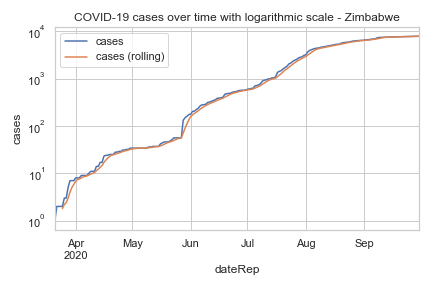 COVID-19 cases over time with logarithmic scale - Zimbabwe
cases
cases (rolling)
10⁴
10³
10²
10¹
10⁰
cases
Apr
2020
May
Jun
Jul
Aug
Sep
dateRep